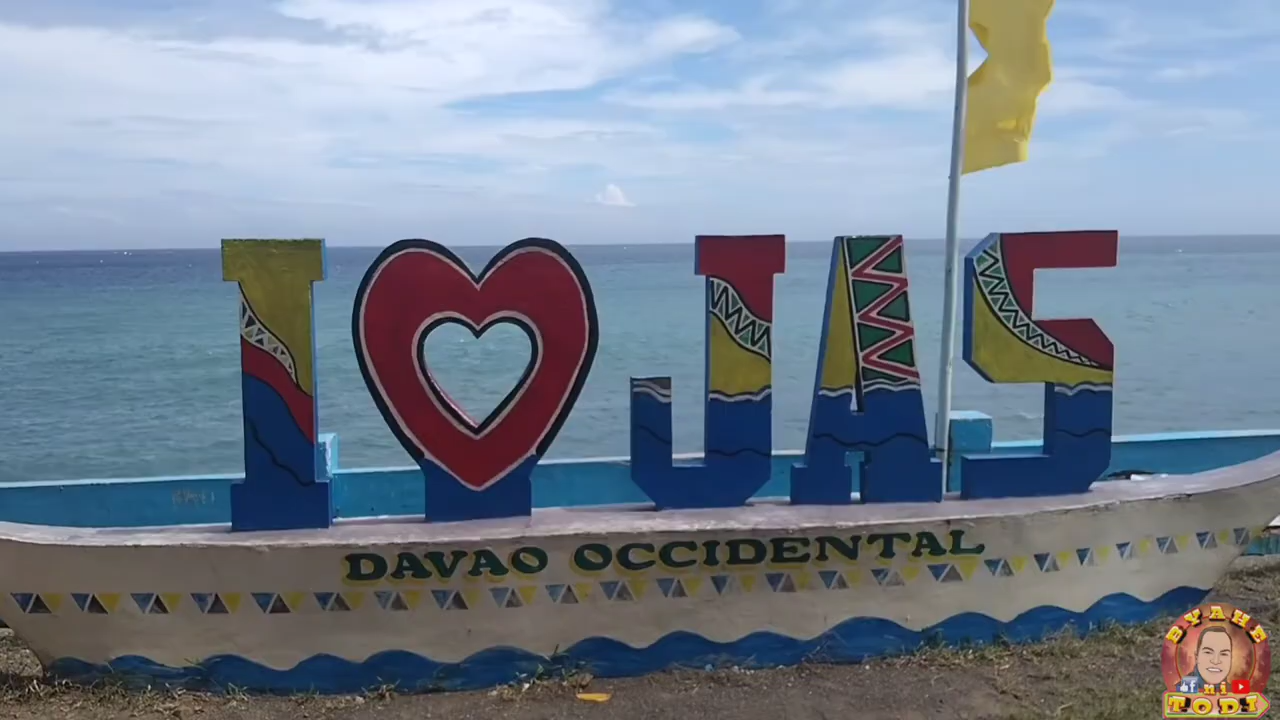 I ❤ JAS
DAVAO OCCIDENTAL
BYAHE
ni
TODI